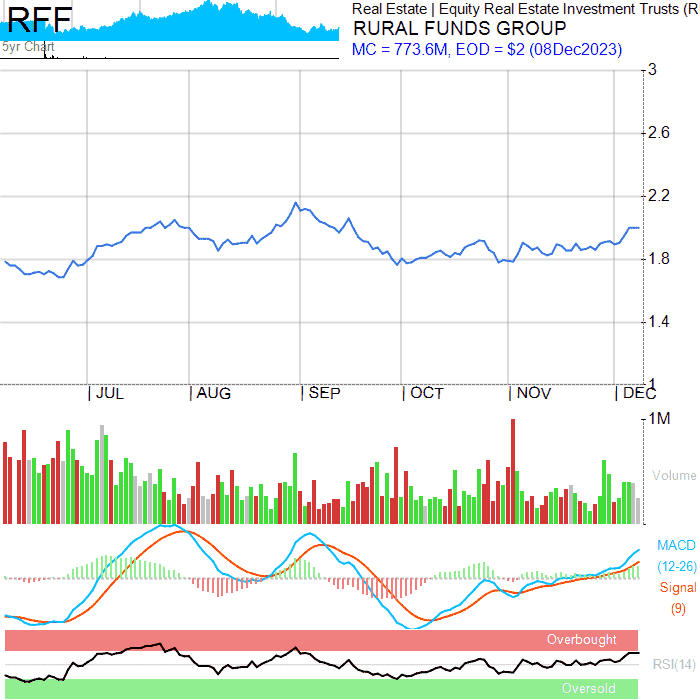 RFF
5yr Chart
Real Estate | Equity Real Estate Investment Trusts (R
RURAL FUNDS GROUP
MC = 773.6M, EOD = $2 (08Dec2023)
3
2.6
2.2
1.8
1.4
1
JUL AUG SEP OCT NOV DEC
1M
Volume
MACD
(12-26)
Signal
(9)
Overbought
RSI(14)
Oversold